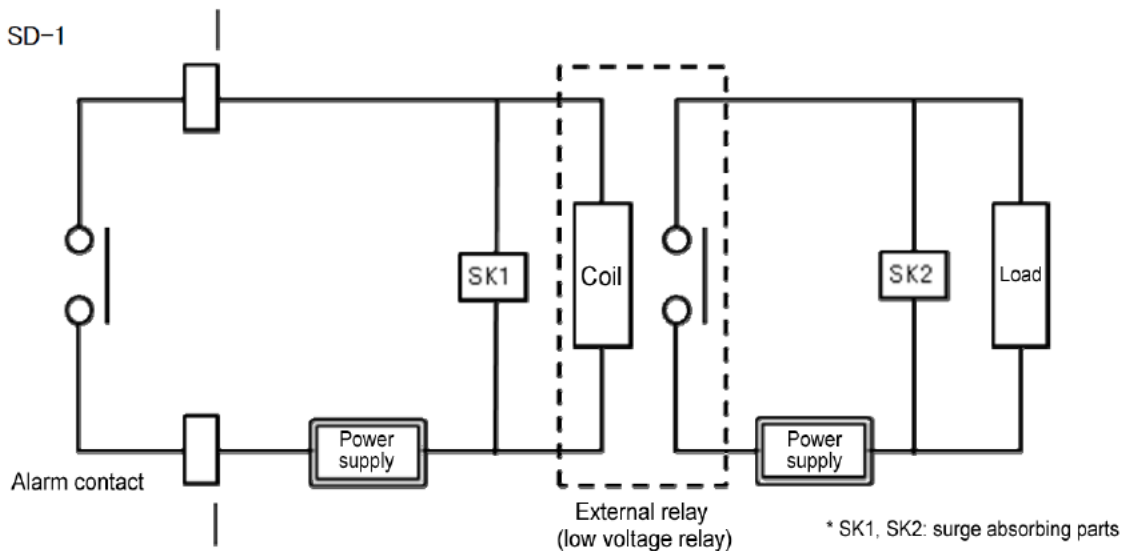 SD-1
SK1
Coil
SK2
Load
Power
supply
Power
supply
Alarm contact
External relay
(low voltage relay)
* SK1, SK2: surge absorbing parts